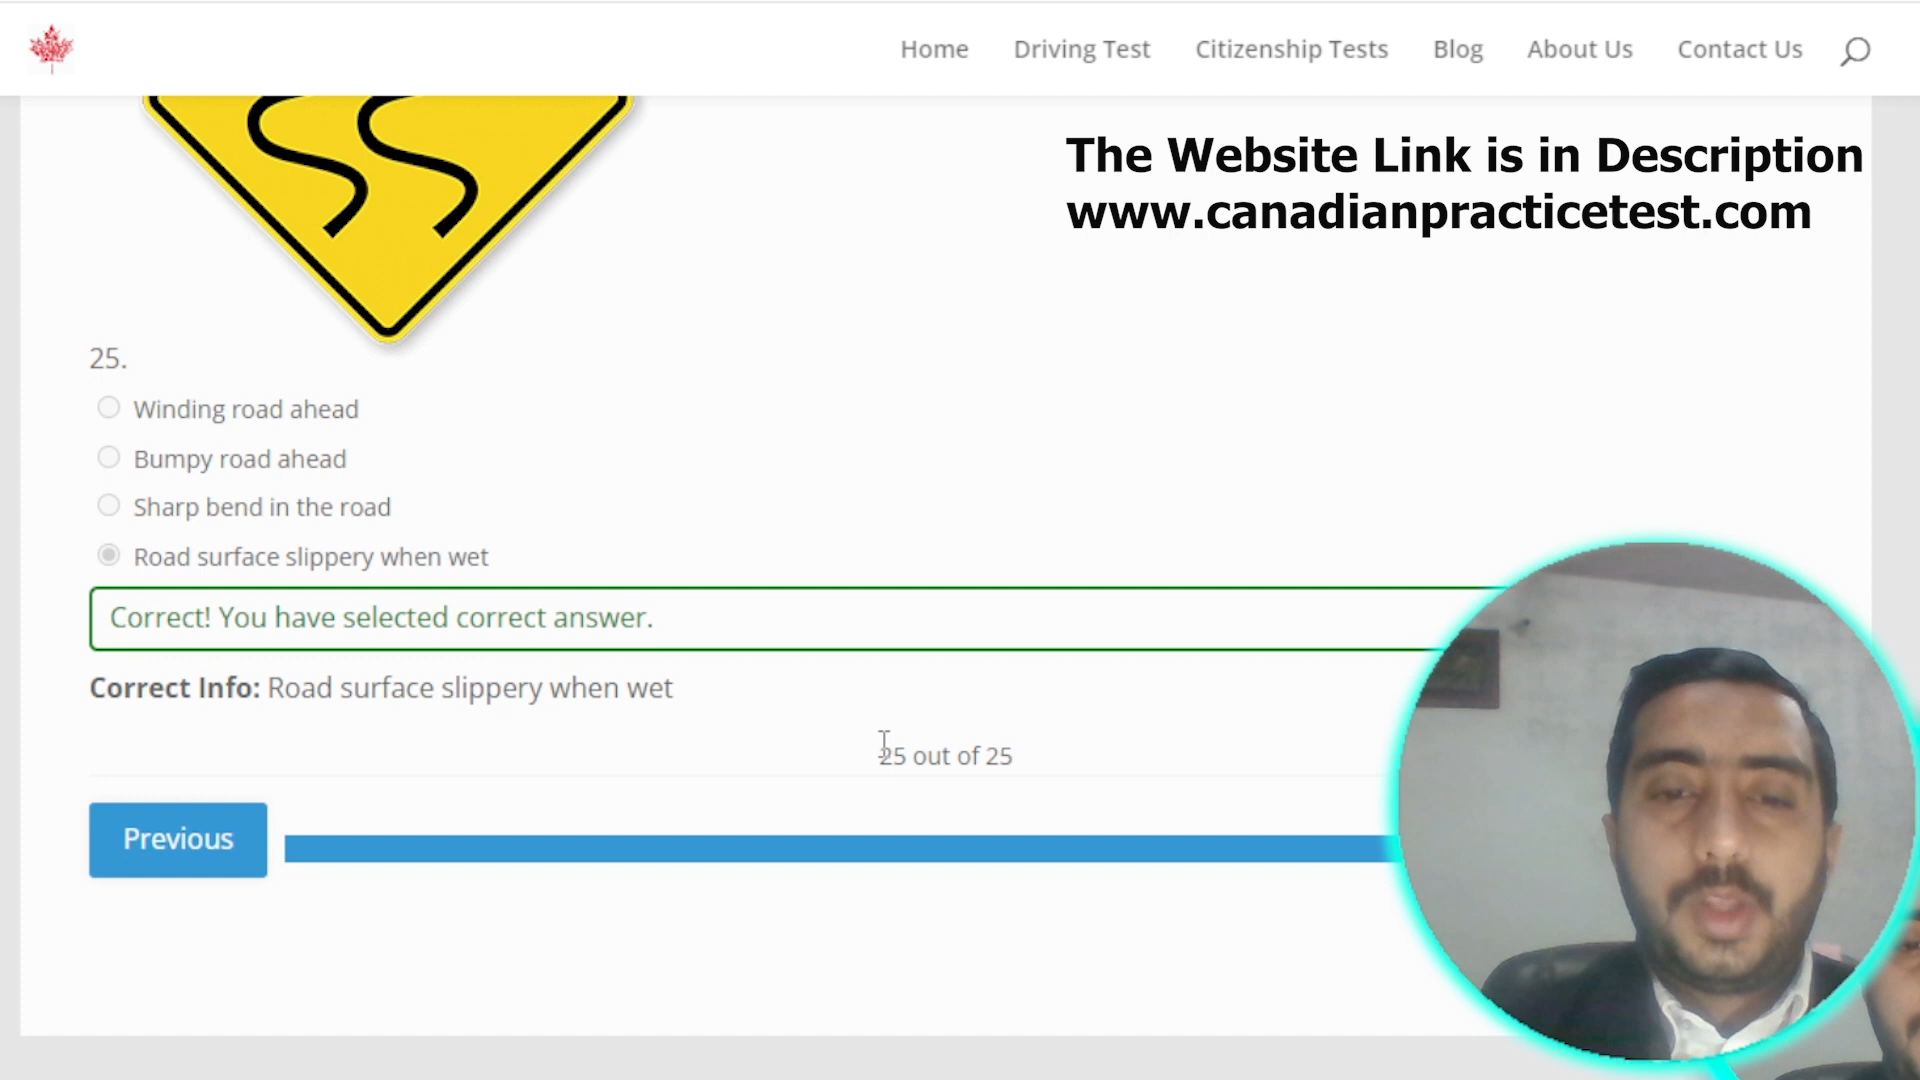 Home Driving Test Citizenship Tests Blog About Us Contact Us
The Website Link is in Description
www.canadianpracticetest.com
25.
Winding road ahead
Bumpy road ahead
Sharp bend in the road
Road surface slippery when wet
Correct! You have selected correct answer.
Correct Info: Road surface slippery when wet
25 out of 25
Previous